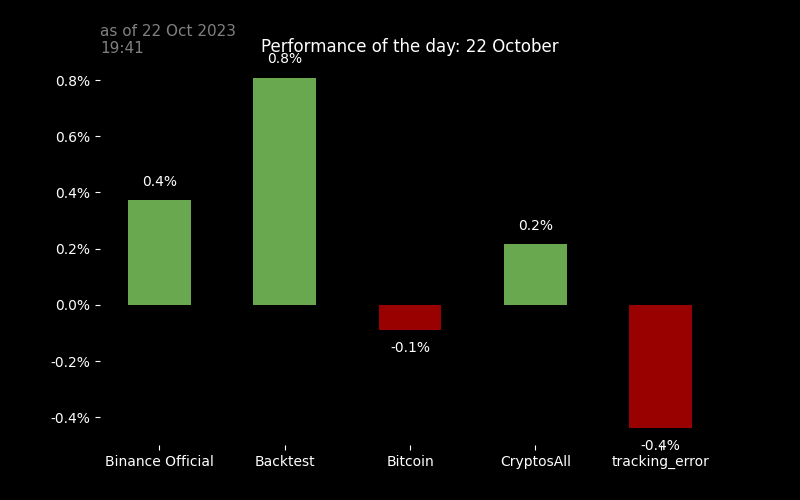 as of 22 Oct 2023
19:41
Performance of the day: 22 October
0.8%
0.6%
0.4%
0.2%
0.0%
-0.2%
-0.4%
0.4%
0.8%
-0.1%
0.2%
-0.4%
Binance Official
Backtest
Bitcoin
CryptosAll
tracking_error